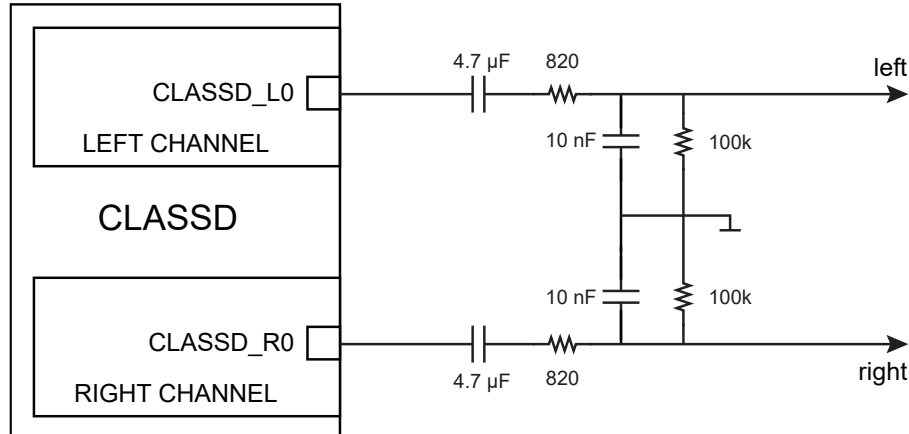 4.7 µF
820
left
CLASSD_L0
10 nF
100k
LEFT CHANNEL
CLASSD
10 nF
100k
CLASSD_R0
right
4.7 µF
820
RIGHT CHANNEL